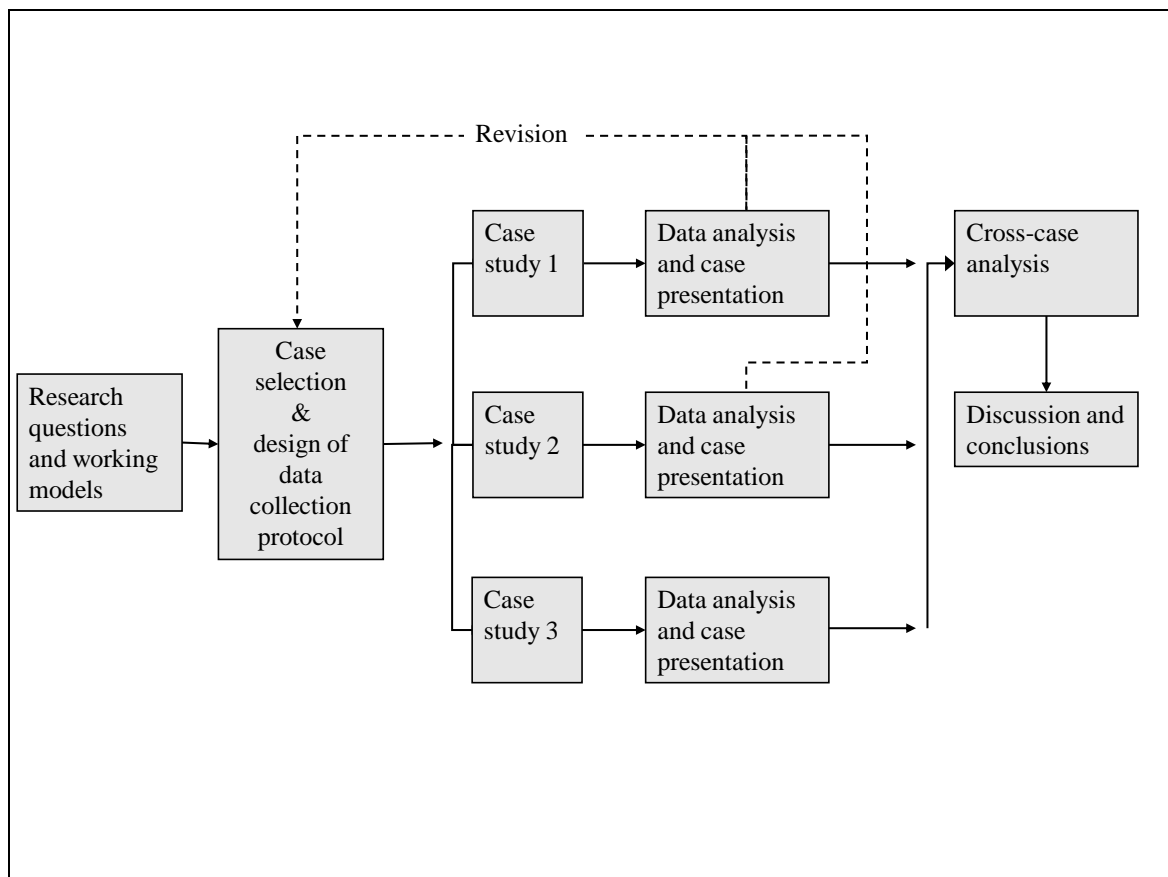 Revision
Research
questions
and working
models
Case
selection
&
design of
data
collection
protocol
Case
study 1
Data analysis
and case
presentation
Case
study 2
Data analysis
and case
presentation
Case
study 3
Data analysis
and case
presentation
Cross-case
analysis
Discussion and
conclusions